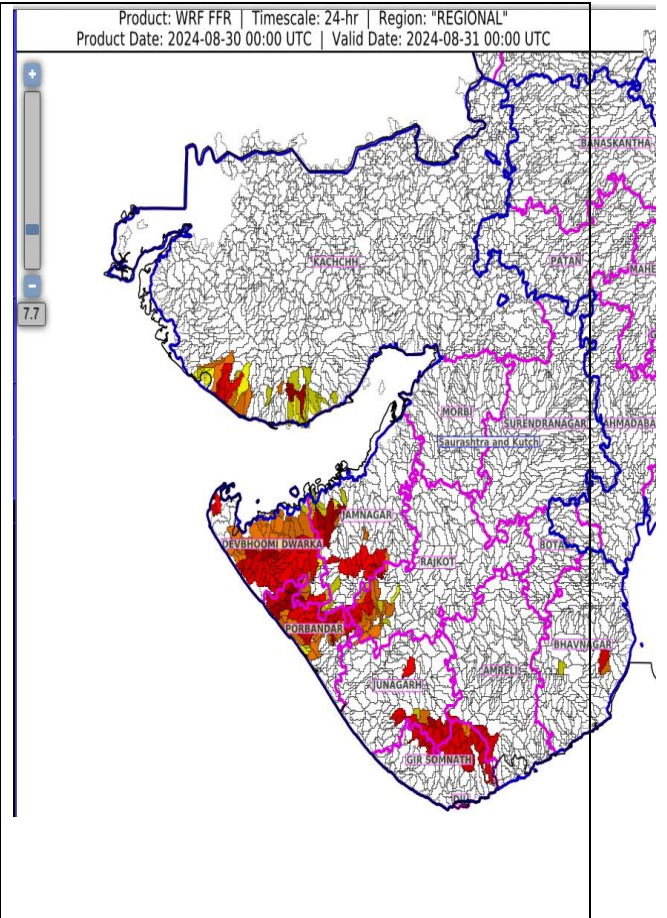 Product: WRF FFR | Timescale: 24-hr | Region: "REGIONAL"
Product Date: 2024-08-30 00:00 UTC | Valid Date: 2024-08-31 00:00 UTC
+
BANASKANTHA
KACHCHH
PATAN
MAHE
−
7.7
MORBI
SURENDRANAGAR
AHMADABA
Saurashtra and Kutch
JAMNAGAR
DEVBHOOMI DWARKA
BOTA
RAJKOT
PORBANDAR
BHAVNAGAR
AMRELI
JUNAGARH
GIR SOMNATH
DIU